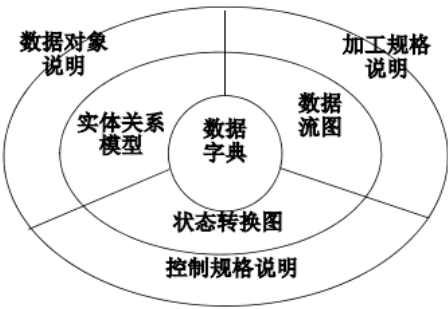 数据对象
说明
加工规格
说明
实体关系
模型
数据
流图
数据
字典
状态转换图
控制规格说明